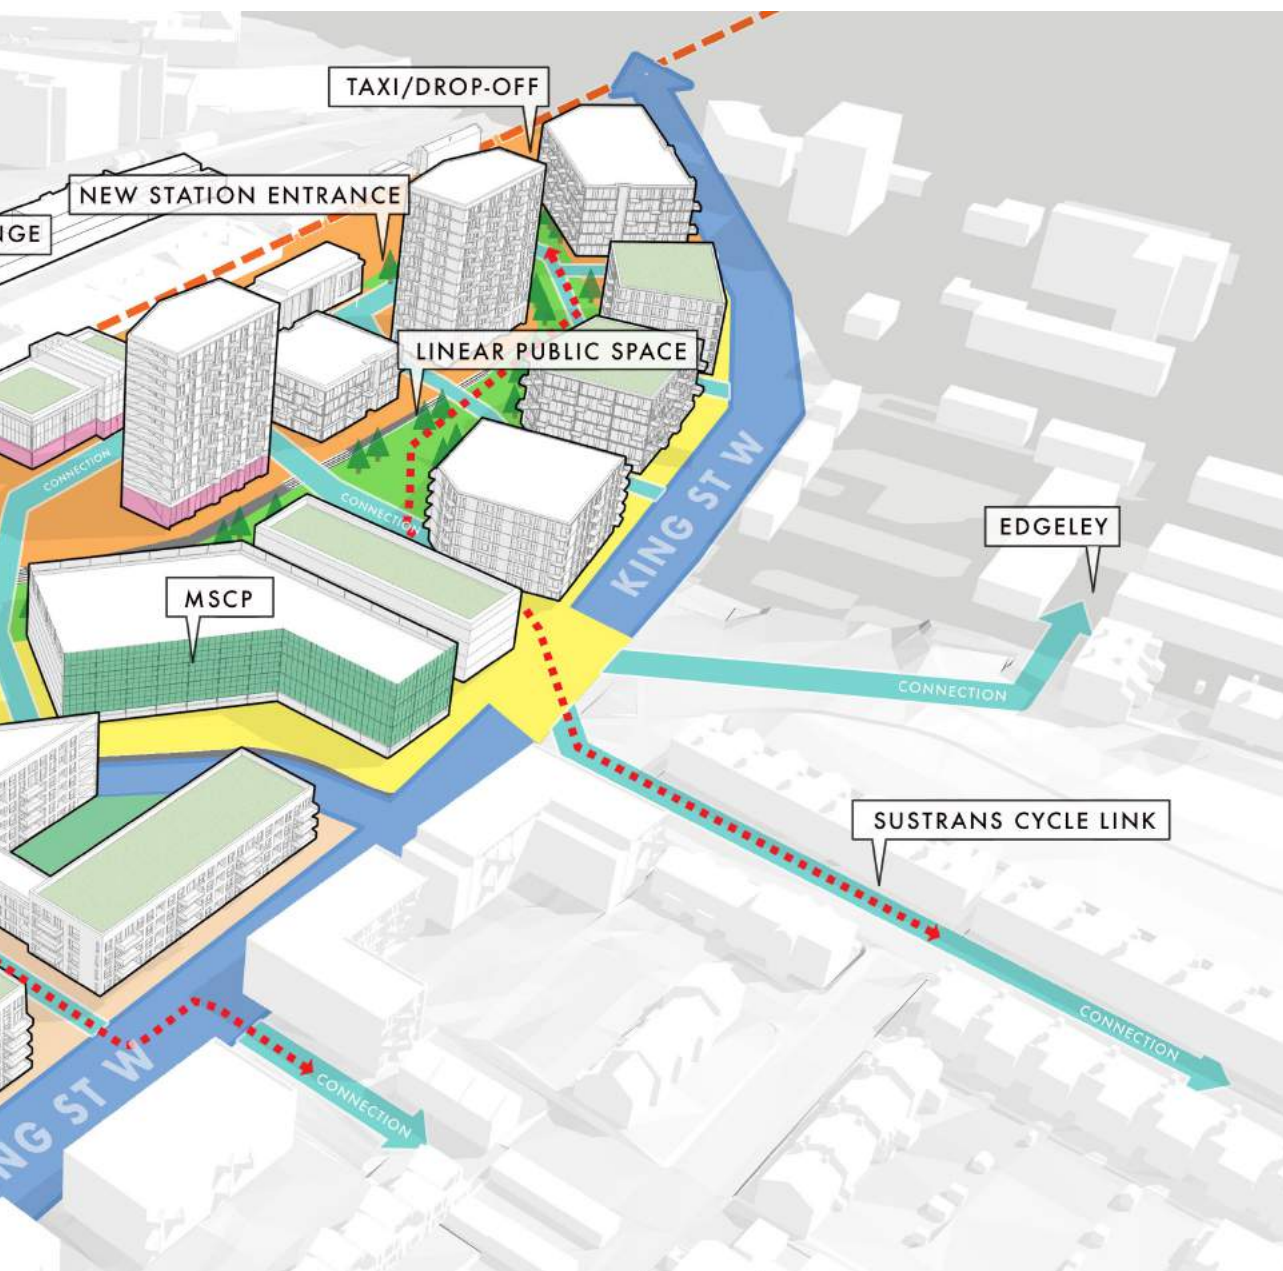 TAXI/DROP-OFF
NEW STATION ENTRANCE
NGE
LINEAR PUBLIC SPACE
CONNECTION
CONNECTION
KING ST W
EDGELEY
MSCP
CONNECTION
SUSTRANS CYCLE LINK
CONNECTION
CONNECTION
NG ST W